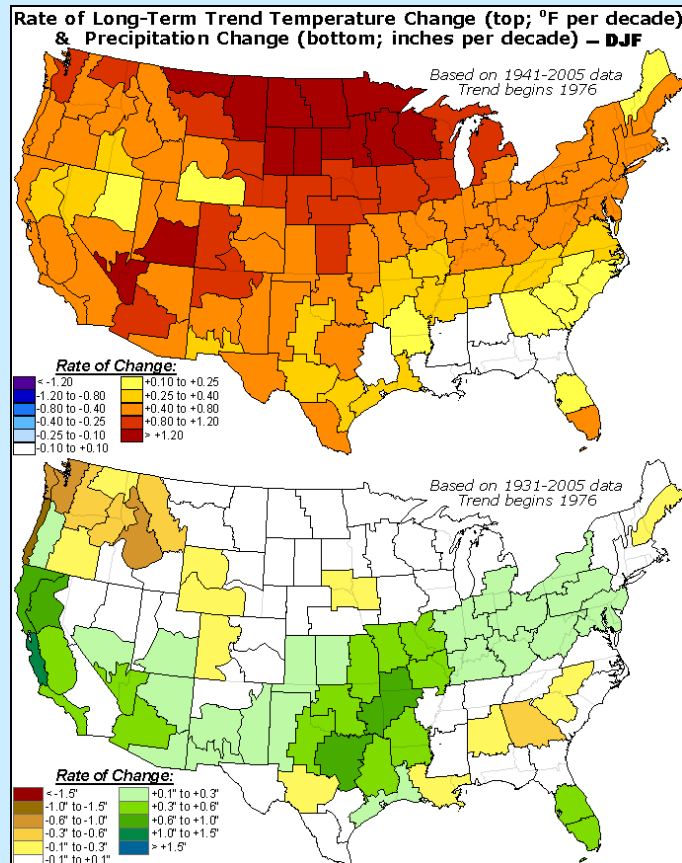 Rate of Long-Term Trend Temperature Change (top; °F per decade)
& Precipitation Change (bottom; inches per decade) – DJF
Based on 1941-2005 data
Trend begins 1976
Rate of Change:
< -1.20
-1.20 to -0.80
-0.80 to -0.40
-0.40 to -0.25
-0.25 to -0.10
-0.10 to +0.10
+0.10 to +0.25
+0.25 to +0.40
+0.40 to +0.80
+0.80 to +1.20
> +1.20
Based on 1931-2005 data
Trend begins 1976
Rate of Change:
< -1.5"
-1.0" to -1.5"
-0.6" to -1.0"
-0.3" to -0.6"
-0.1" to -0.3"
-0.1" to +0.1"
+0.1" to +0.3"
+0.3" to +0.6"
+0.6" to +1.0"
+1.0" to +1.5"
> +1.5"